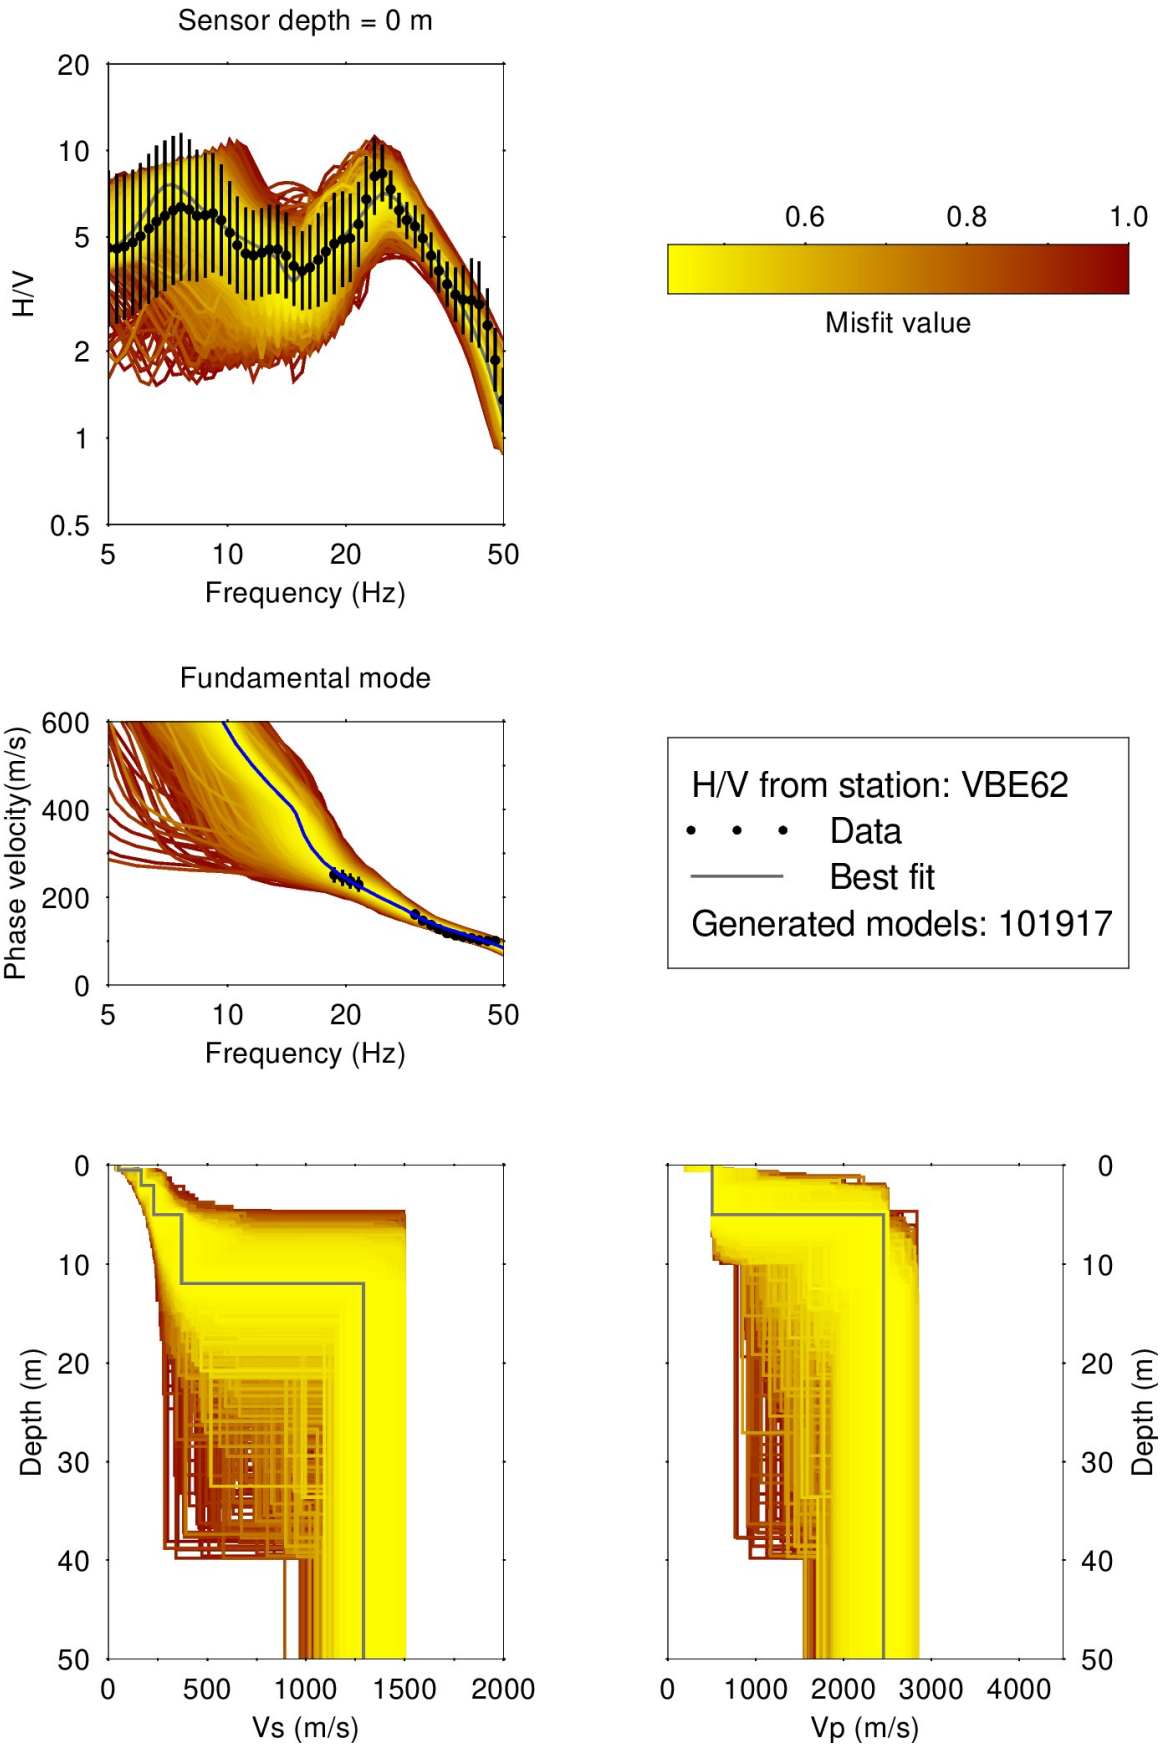 Sensor depth = 0 m
20
10
5
2
1
0.5
H/V
5 10 20 50
Frequency (Hz)
0.6 0.8 1.0
Misfit value
Fundamental mode
600
400
200
0
Phase velocity(m/s)
5 10 20 50
Frequency (Hz)
H/V from station: VBE62
Data
Best fit
Generated models: 101917
0
10
20
30
40
50
Depth (m)
0 500 1000 1500 2000
Vs (m/s)
0
10
20
30
40
50
Depth (m)
0 1000 2000 3000 4000
Vp (m/s)